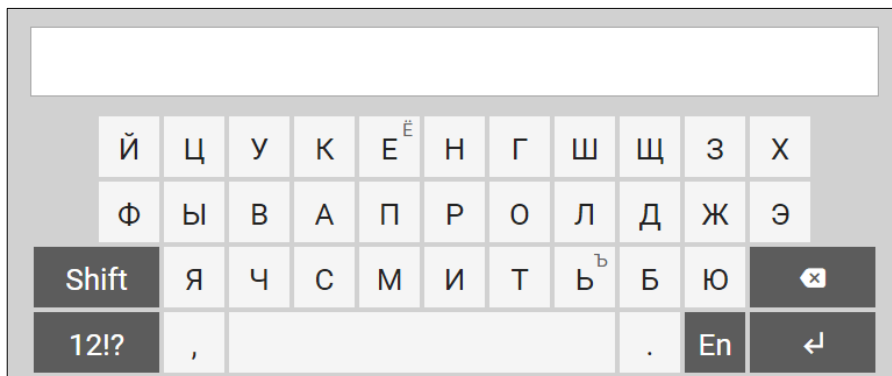 Й Ц У К Е Ё Н Г Ш Щ З Х
Ф Ы В А П Р О Л Д Ж Э
Shift Я Ч С М И Т Ь Ъ Б Ю
12!? , . En